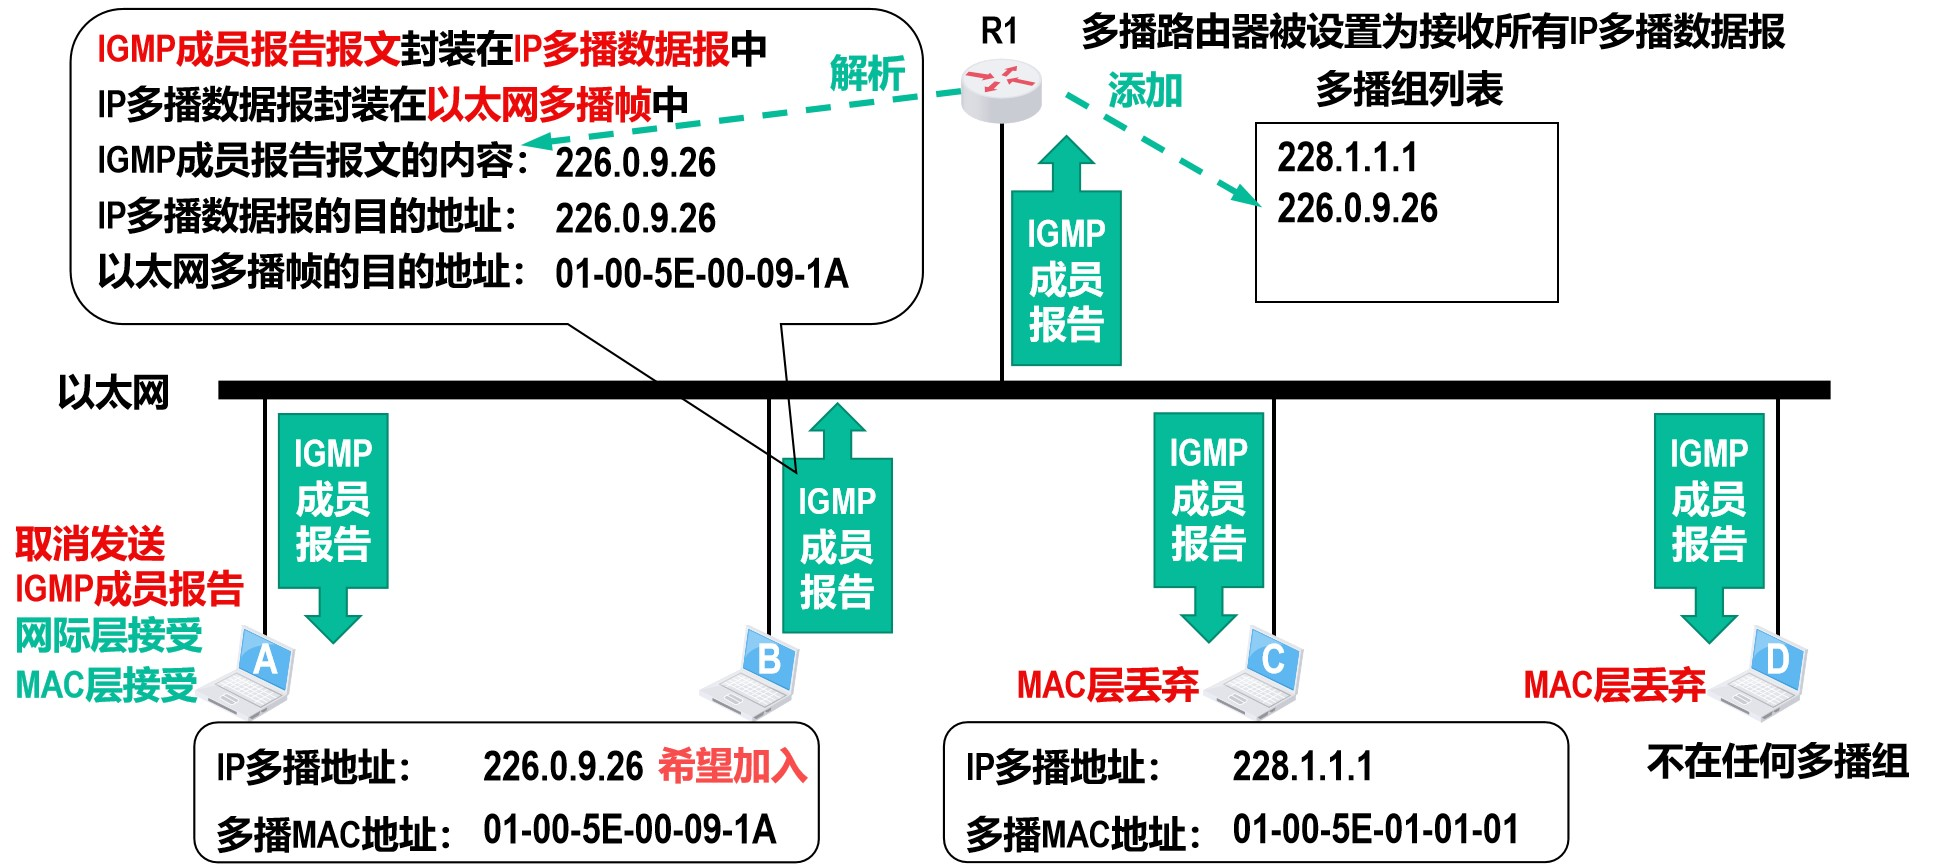 IGMP成员报告报文封装在IP多播数据报中
IP多播数据报封装在以太网多播帧中
IGMP成员报告报文的内容： 226.0.9.26
IP多播数据报的目的地址： 226.0.9.26
以太网多播帧的目的地址： 01-00-5E-00-09-1A
解析
R1
多播路由器被设置为接收所有IP多播数据报
添加
多播组列表
228.1.1.1
226.0.9.26
IGMP
成员
报告
以太网
IGMP
成员
报告
IGMP
成员
报告
IGMP
成员
报告
IGMP
成员
报告
取消发送
IGMP成员报告
网际层接受
MAC层接受
A
B
MAC层丢弃
C
MAC层丢弃
D
IP多播地址： 226.0.9.26 希望加入
多播MAC地址： 01-00-5E-00-09-1A
IP多播地址： 228.1.1.1
多播MAC地址： 01-00-5E-01-01-01
不在任何多播组